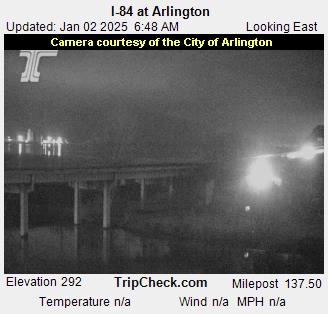 I-84 at Arlington
Updated: Jan 02 2025 6:48 AM Looking East
Camera courtesy of the City of Arlington
Elevation 292 TripCheck.com Milepost 137.50
Temperature n/a Wind n/a MPH n/a